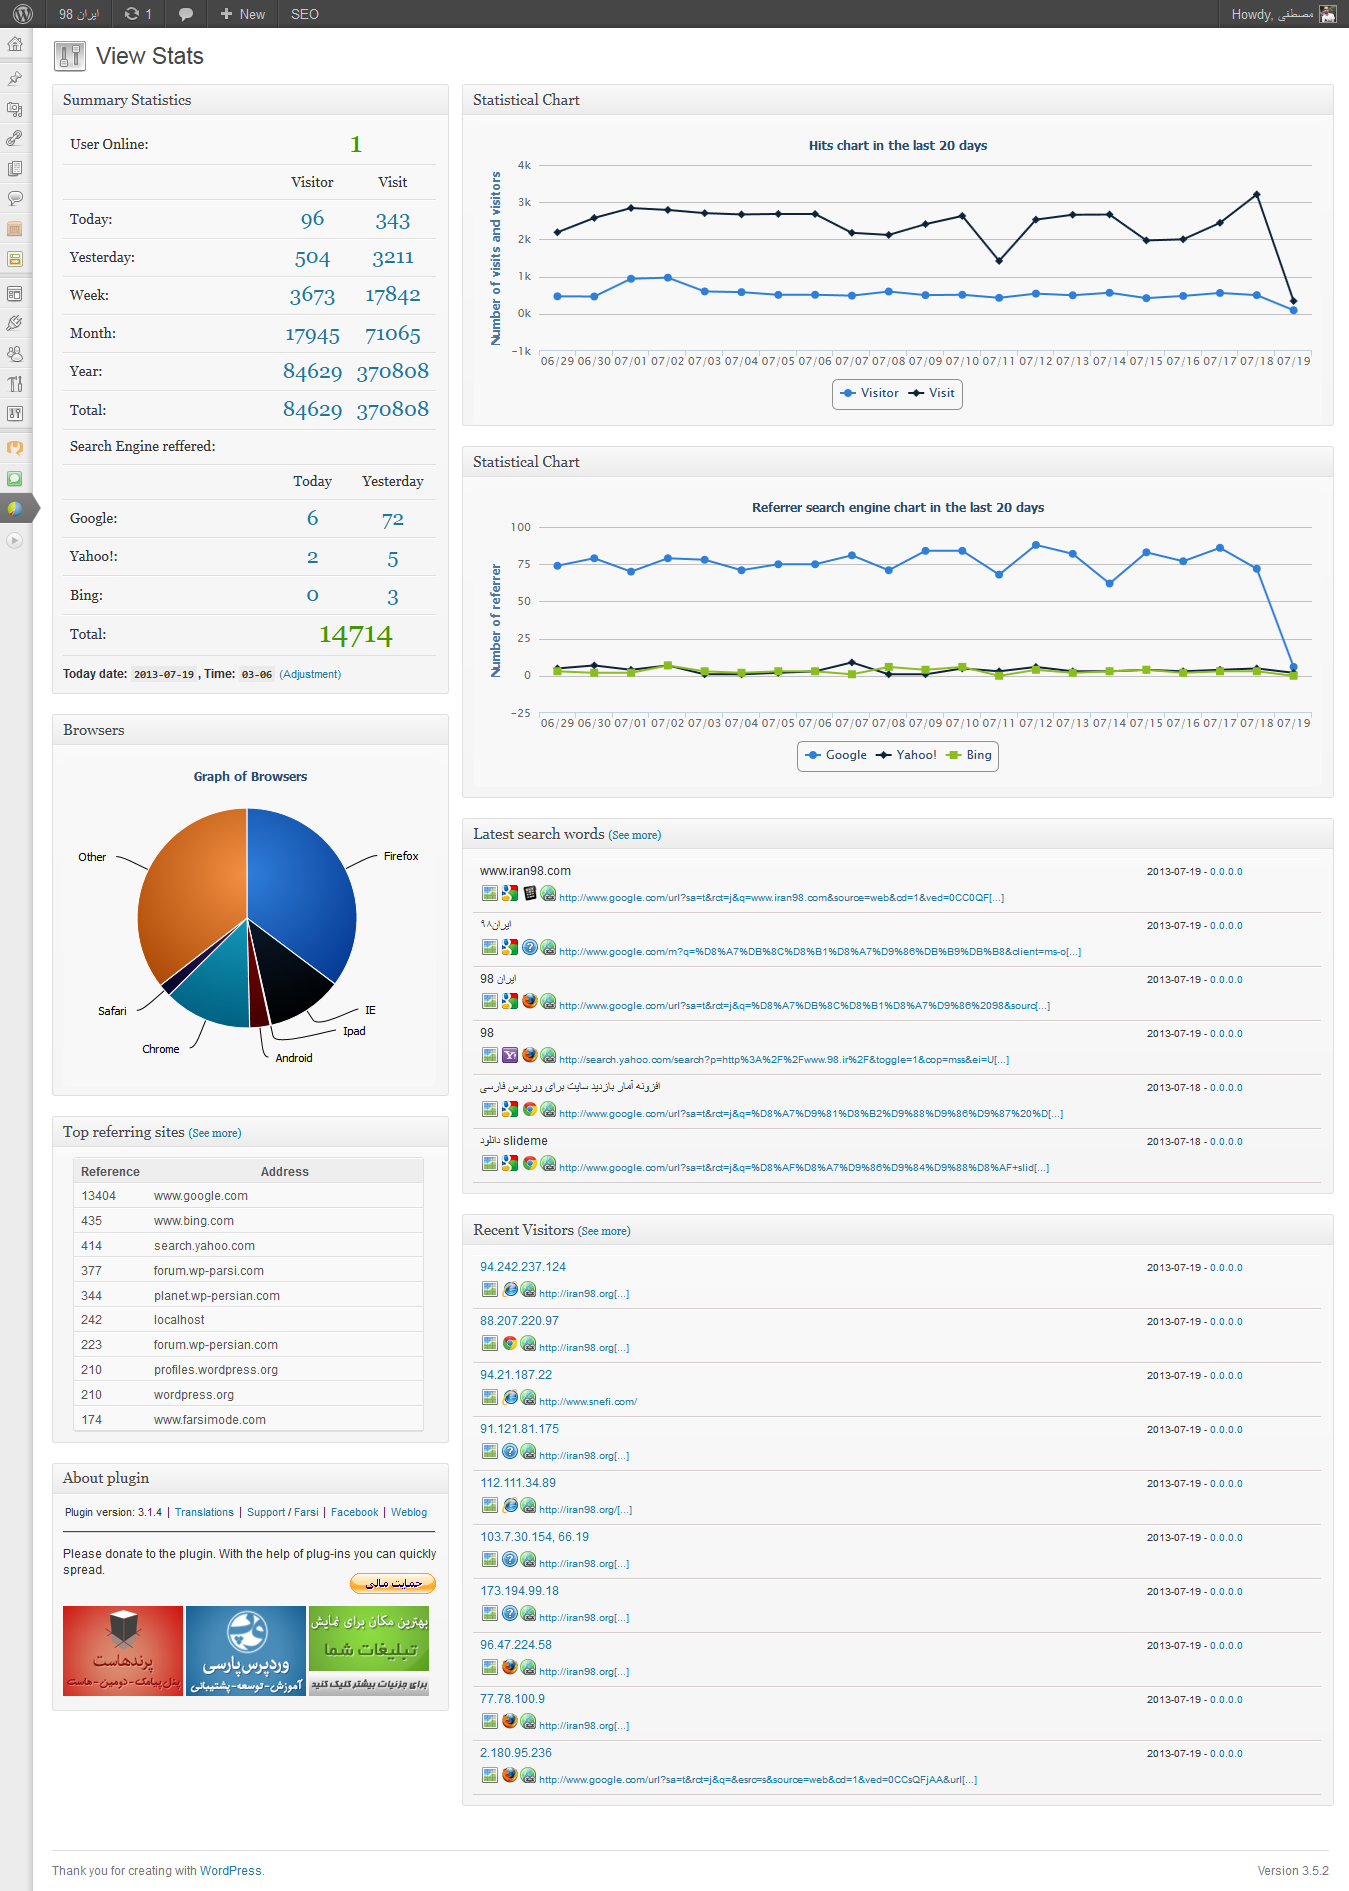 ایران 98
1
New
SEO
Howdy, مصطفی
View Stats
Summary Statistics
User Online: 1
Visitor Visit
Today: 96 343
Yesterday: 504 3211
Week: 3673 17842
Month: 17945 71065
Year: 84629 370808
Total: 84629 370808
Search Engine reffered:
Today Yesterday
Google: 6 72
Yahoo!: 2 5
Bing: 0 3
Total: 14714
Today date: 2013-07-19 , Time: 03-06 (Adjustment)
Browsers
Graph of Browsers
Other
Firefox
Safari
IE
Ipad
Chrome
Android
Top referring sites (See more)
Reference Address
13404 www.google.com
435 www.bing.com
414 search.yahoo.com
377 forum.wp-parsi.com
344 planet.wp-persian.com
242 localhost
223 forum.wp-persian.com
210 profiles.wordpress.org
210 wordpress.org
174 www.farsimode.com
About plugin
Plugin version: 3.1.4 | Translations | Support / Farsi | Facebook | Weblog
Please donate to the plugin. With the help of plug-ins you can quickly
spread.
حمایت مالی
پرندهاست
پنل پیامک-دومین-هاست
وردپرس‌پارسی
آموزش-توسعه-پشتیبانی
بهترین مکان برای نمایش
تبلیغات شما
برای جزئیات بیشتر کلیک کنید
Statistical Chart
Hits chart in the last 20 days
Number of visits and visitors
4k
3k
2k
1k
0k
-1k
06/29 06/30 07/01 07/02 07/03 07/04 07/05 07/06 07/07 07/08 07/09 07/10 07/11 07/12 07/13 07/14 07/15 07/16 07/17 07/18 07/19
Visitor Visit
Statistical Chart
Referrer search engine chart in the last 20 days
Number of referrer
100
75
50
25
0
-25
06/29 06/30 07/01 07/02 07/03 07/04 07/05 07/06 07/07 07/08 07/09 07/10 07/11 07/12 07/13 07/14 07/15 07/16 07/17 07/18 07/19
Google Yahoo! Bing
Latest search words (See more)
www.iran98.com 2013-07-19 - 0.0.0.0
http://www.google.com/url?sa=t&rct=j&q=www.iran98.com&source=web&cd=1&ved=0CC0QF[...]
ایران۹۸ 2013-07-19 - 0.0.0.0
http://www.google.com/m?q=%D8%A7%DB%8C%D8%B1%D8%A7%D9%86%DB%B9%DB%B8&client=ms-o[...]
ایران 98 2013-07-19 - 0.0.0.0
http://www.google.com/url?sa=t&rct=j&q=%D8%A7%DB%8C%D8%B1%D8%A7%D9%86%2098&sourc[...]
98 2013-07-19 - 0.0.0.0
http://search.yahoo.com/search?p=http%3A%2F%2Fwww.98.ir%2F&toggle=1&cop=mss&ei=U[...]
افزونه آمار بازدید سایت برای وردپرس فارسی 2013-07-18 - 0.0.0.0
http://www.google.com/url?sa=t&rct=j&q=%D8%A7%D9%81%D8%B2%D9%88%D9%86%D9%87%20%D[...]
دانلود slideme 2013-07-18 - 0.0.0.0
http://www.google.com/url?sa=t&rct=j&q=%D8%AF%D8%A7%D9%86%D9%84%D9%88%D8%AF+slid[...]
Recent Visitors (See more)
94.242.237.124 2013-07-19 - 0.0.0.0
http://iran98.org[...]
88.207.220.97 2013-07-19 - 0.0.0.0
http://iran98.org[...]
94.21.187.22 2013-07-19 - 0.0.0.0
http://www.snefi.com/
91.121.81.175 2013-07-19 - 0.0.0.0
http://iran98.org[...]
112.111.34.89 2013-07-19 - 0.0.0.0
http://iran98.org/[...]
103.7.30.154, 66.19 2013-07-19 - 0.0.0.0
http://iran98.org[...]
173.194.99.18 2013-07-19 - 0.0.0.0
http://iran98.org[...]
96.47.224.58 2013-07-19 - 0.0.0.0
http://iran98.org[...]
77.78.100.9 2013-07-19 - 0.0.0.0
http://iran98.org[...]
2.180.95.236 2013-07-19 - 0.0.0.0
http://www.google.com/url?sa=t&rct=j&q=&esrc=s&source=web&cd=1&ved=0CCsQFjAA&url[...]
Thank you for creating with WordPress.
Version 3.5.2